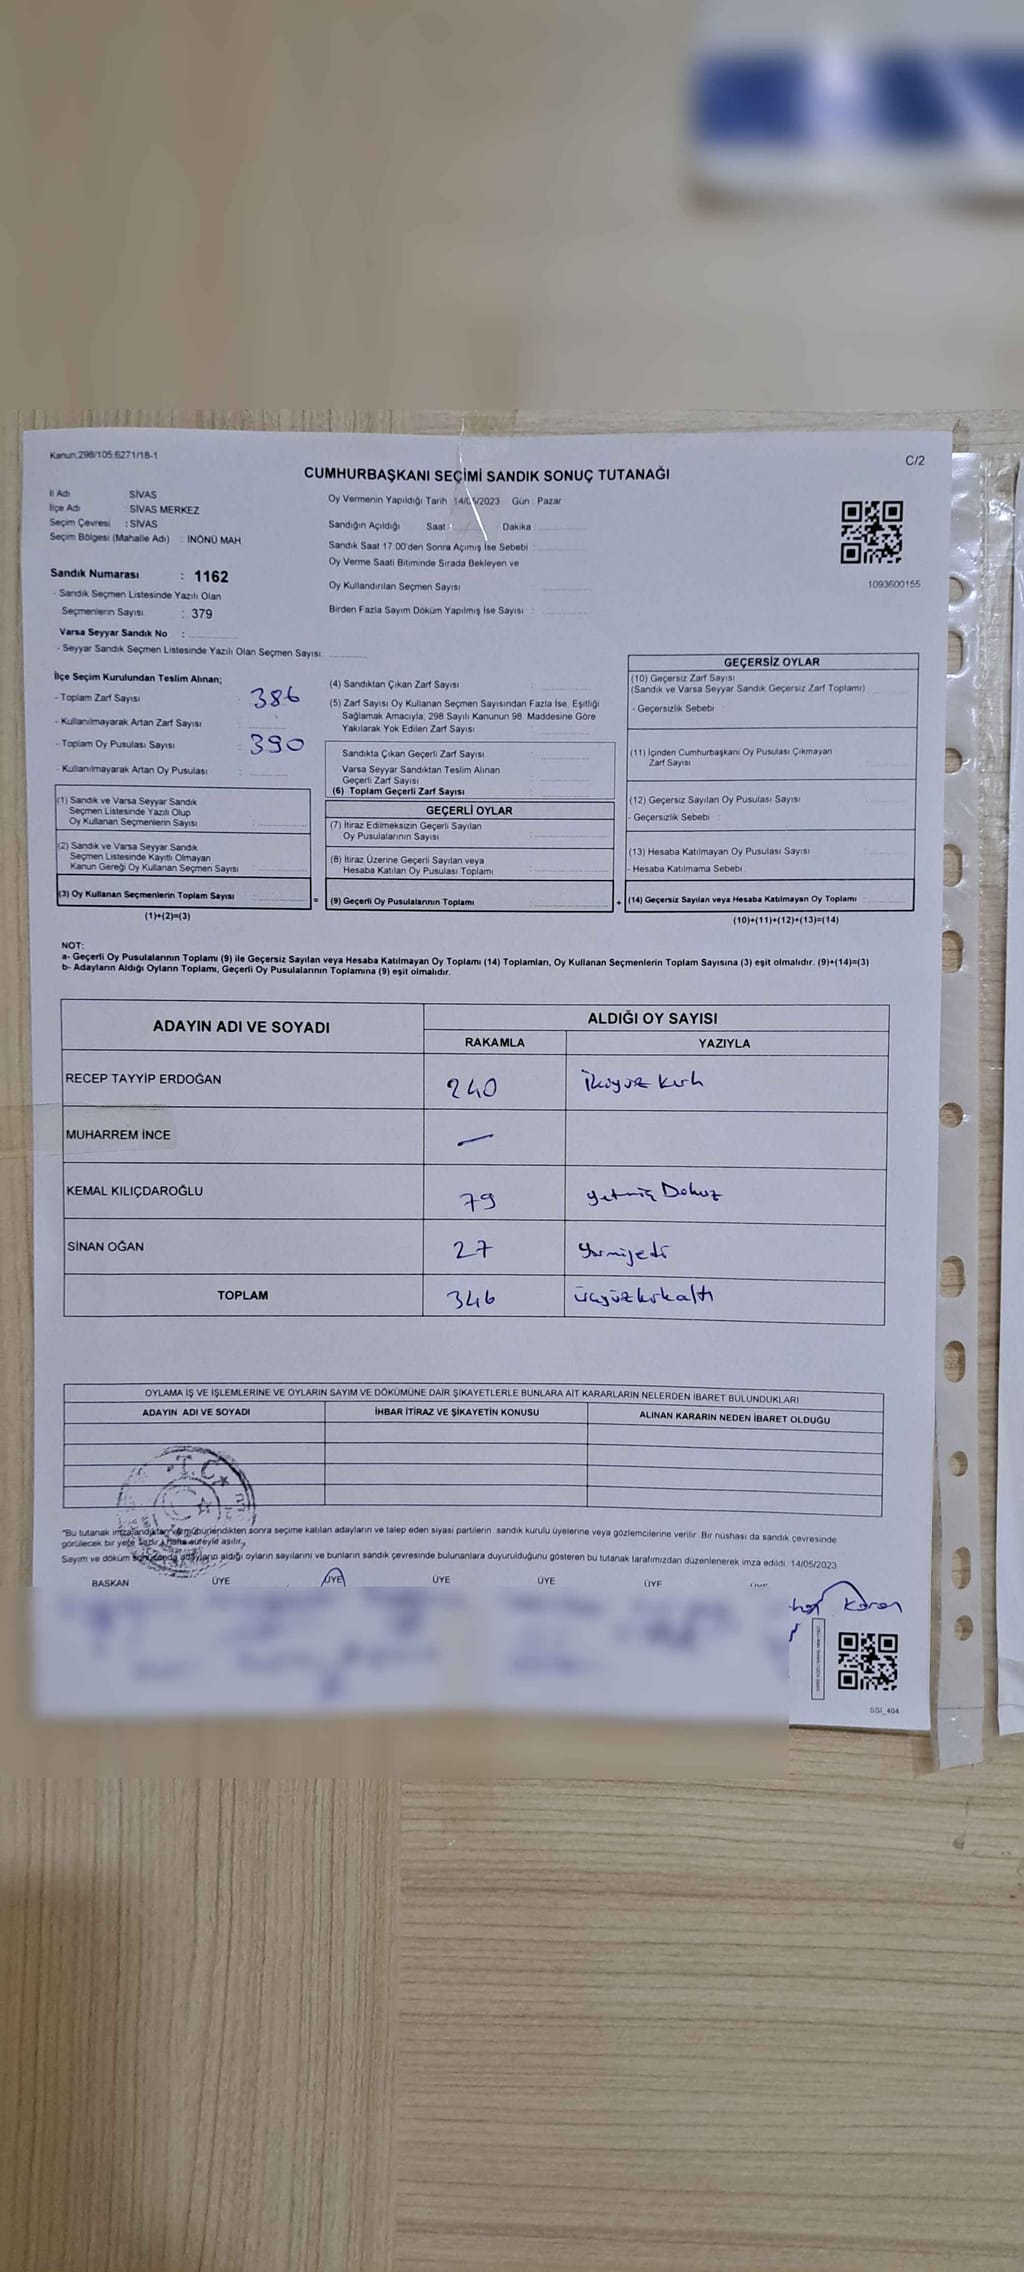 Kanun:298/105;6271/18-1
C/2
CUMHURBAŞKANI SEÇİMİ SANDIK SONUÇ TUTANAĞI
İl Adı : SİVAS
İlçe Adı : SİVAS MERKEZ
Seçim Çevresi : SİVAS
Seçim Bölgesi (Mahalle Adı) : İNÖNÜ MAH.
Sandık Numarası : 1162
- Sandık Seçmen Listesinde Yazılı Olan
Seçmenlerin Sayısı : 379
Varsa Seyyar Sandık No :
- Seyyar Sandık Seçmen Listesinde Yazılı Olan Seçmen Sayısı
Oy Vermenin Yapıldığı Tarih 14/05/2023 Gün : Pazar
Sandığın Açıldığı Saat : Dakika :
Sandık Saat 17:00'den Sonra Açımış İse Sebebi :
Oy Verme Saati Bitiminde Sırada Bekleyen ve
Oy Kullandırılan Seçmen Sayısı
Birden Fazla Sayım Döküm Yapılmış İse Sayısı :
1093600155
İlçe Seçim Kurulundan Teslim Alınan;
- Toplam Zarf Sayısı 386
- Kullanılmayarak Artan Zarf Sayısı
- Toplam Oy Pusulası Sayısı 390
- Kullanılmayarak Artan Oy Pusulası :
(1) Sandık ve Varsa Seyyar Sandık
Seçmen Listesinde Yazılı Olup
Oy Kullanan Seçmenlerin Sayısı
(2) Sandık ve Varsa Seyyar Sandık
Seçmen Listesinde Kayıtlı Olmayan
Kanun Gereği Oy Kullanan Seçmen Sayısı :
(3) Oy Kullanan Seçmenlerin Toplam Sayısı :
(1)+(2)=(3)
(4) Sandıktan Çıkan Zarf Sayısı
(5) Zarf Sayısı Oy Kullanan Seçmen Sayısından Fazla İse, Eşitliği
Sağlamak Amacıyla, 298 Sayılı Kanunun 98. Maddesine Göre
Yakılarak Yok Edilen Zarf Sayısı
Sandıkta Çıkan Geçerli Zarf Sayısı
Varsa Seyyar Sandıktan Teslim Alınan
Geçerli Zarf Sayısı
(6) Toplam Geçerli Zarf Sayısı
GEÇERLİ OYLAR
(7) İtiraz Edilmeksizin Geçerli Sayılan
Oy Pusulalarının Sayısı
(8) İtiraz Üzerine Geçerli Sayılan veya
Hesaba Katılan Oy Pusulası Toplamı
= (9) Geçerli Oy Pusulalarının Toplamı
GEÇERSİZ OYLAR
(10) Geçersiz Zarf Sayısı
(Sandık ve Varsa Seyyar Sandık Geçersiz Zarf Toplamı)
- Geçersizlik Sebebi :
(11) İçinden Cumhurbaşkanı Oy Pusulası Çıkmayan
Zarf Sayısı
(12) Geçersiz Sayılan Oy Pusulası Sayısı
- Geçersizlik Sebebi :
(13) Hesaba Katılmayan Oy Pusulası Sayısı
- Hesaba Katılmama Sebebi :
+ (14) Geçersiz Sayılan veya Hesaba Katılmayan Oy Toplamı :
(10)+(11)+(12)+(13)=(14)
NOT:
a- Geçerli Oy Pusulalarının Toplamı (9) ile Geçersiz Sayılan veya Hesaba Katılmayan Oy Toplamı (14) Toplamları, Oy Kullanan Seçmenlerin Toplam Sayısına (3) eşit olmalıdır. (9)+(14)=(3)
b- Adayların Aldığı Oyların Toplamı, Geçerli Oy Pusulalarının Toplamına (9) eşit olmalıdır.
ADAYIN ADI VE SOYADI ALDIĞI OY SAYISI
RAKAMLA YAZIYLA
RECEP TAYYİP ERDOĞAN 240 İkiyüz kırk
MUHARREM İNCE —
KEMAL KILIÇDAROĞLU 79 yetmiş Dokuz
SİNAN OĞAN 27 yirmiyedi
TOPLAM 346 üçyüzkırkaltı
OYLAMA İŞ VE İŞLEMLERİNE VE OYLARIN SAYIM VE DÖKÜMÜNE DAİR ŞİKAYETLERLE BUNLARA AİT KARARLARIN NELERDEN İBARET BULUNDUKLARI
ADAYIN ADI VE SOYADI İHBAR İTİRAZ VE ŞİKAYETİN KONUSU ALINAN KARARIN NEDEN İBARET OLDUĞU
T.C.
"Bu tutanak imzalandıktan ve mühürlendikten sonra seçime katılan adayların ve talep eden siyasi partilerin sandık kurulu üyelerine veya gözlemcilerine verilir. Bir nüshası da sandık çevresinde
görülecek bir yere 1 hafta süreyle asılır.
Sayım ve döküm sonucunda adayların aldığı oyların sayılarını ve bunların sandık çevresinde bulunanlara duyurulduğunu gösteren bu tutanak tarafımızdan düzenlenerek imza edildi. 14/05/2023
BAŞKAN ÜYE ÜYE ÜYE ÜYE ÜYE
SSI_404